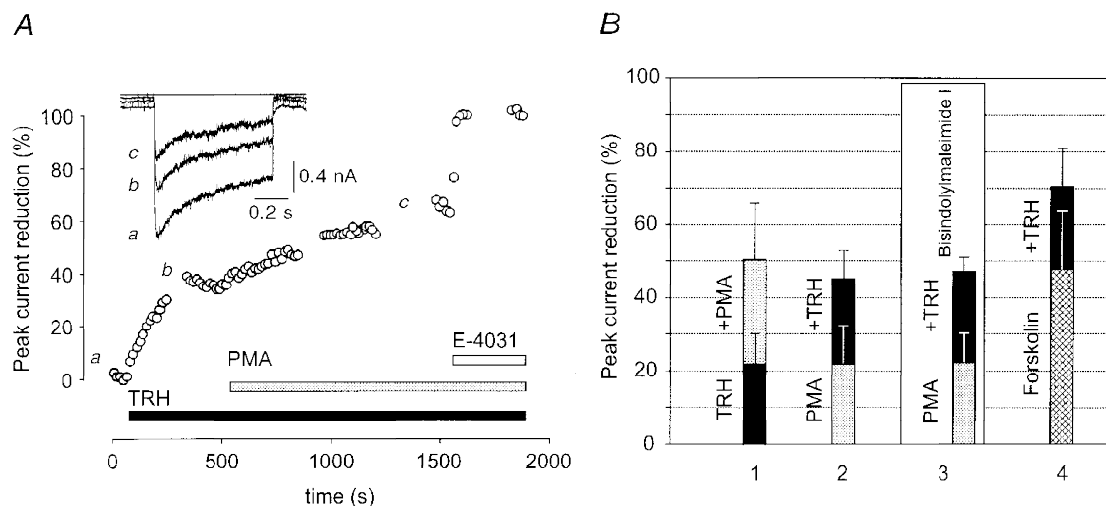 A
Peak current reduction (%)
100
80
60
40
20
0
a
b
c
c
b
a
0.4 nA
0.2 s
E-4031
PMA
TRH
0
500
1000
1500
2000
time (s)
B
Peak current reduction (%)
100
80
60
40
20
0
TRH
+PMA
PMA
+TRH
PMA
+TRH
Bisindolylmaleimide I
Forskolin
+TRH
1
2
3
4